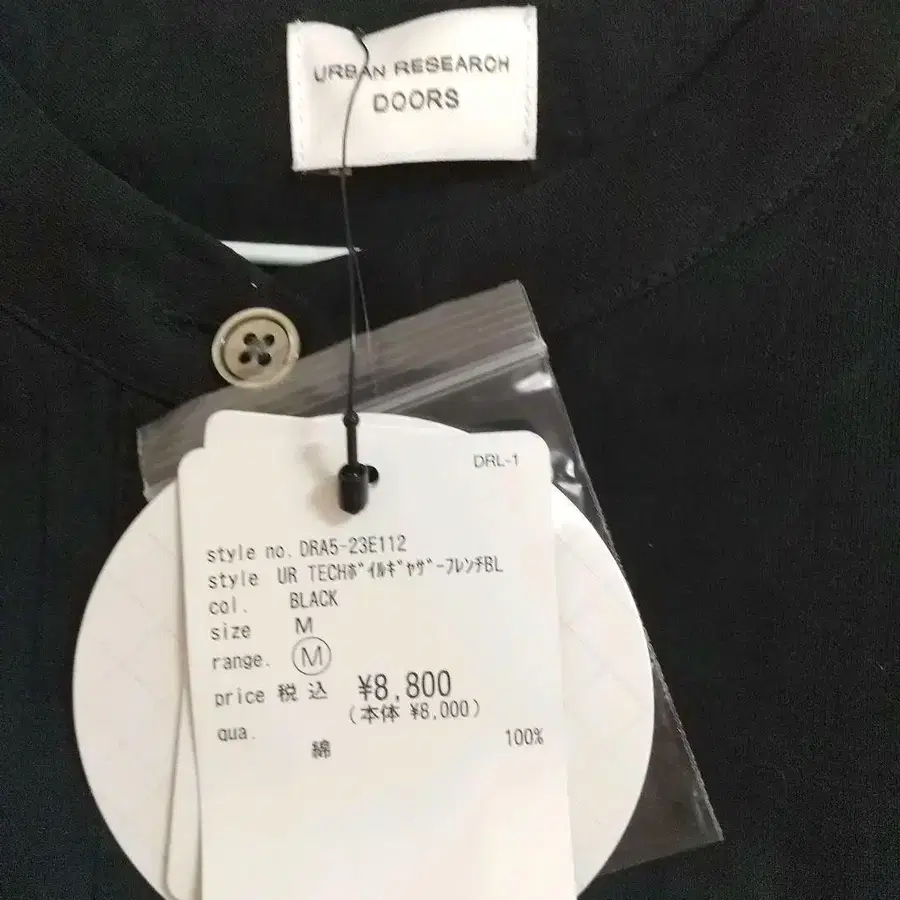 URBAN RESEARCH
DOORS
DRL-1
style no. DRA5-23E112
style UR TECHﾎﾞｲﾙｷﾞｬｻﾞｰﾌﾚﾝﾁBL
col. BLACK
size M
range. Ⓜ
price 税込 ¥8,800
(本体 ¥8,000)
qua.
綿 100%